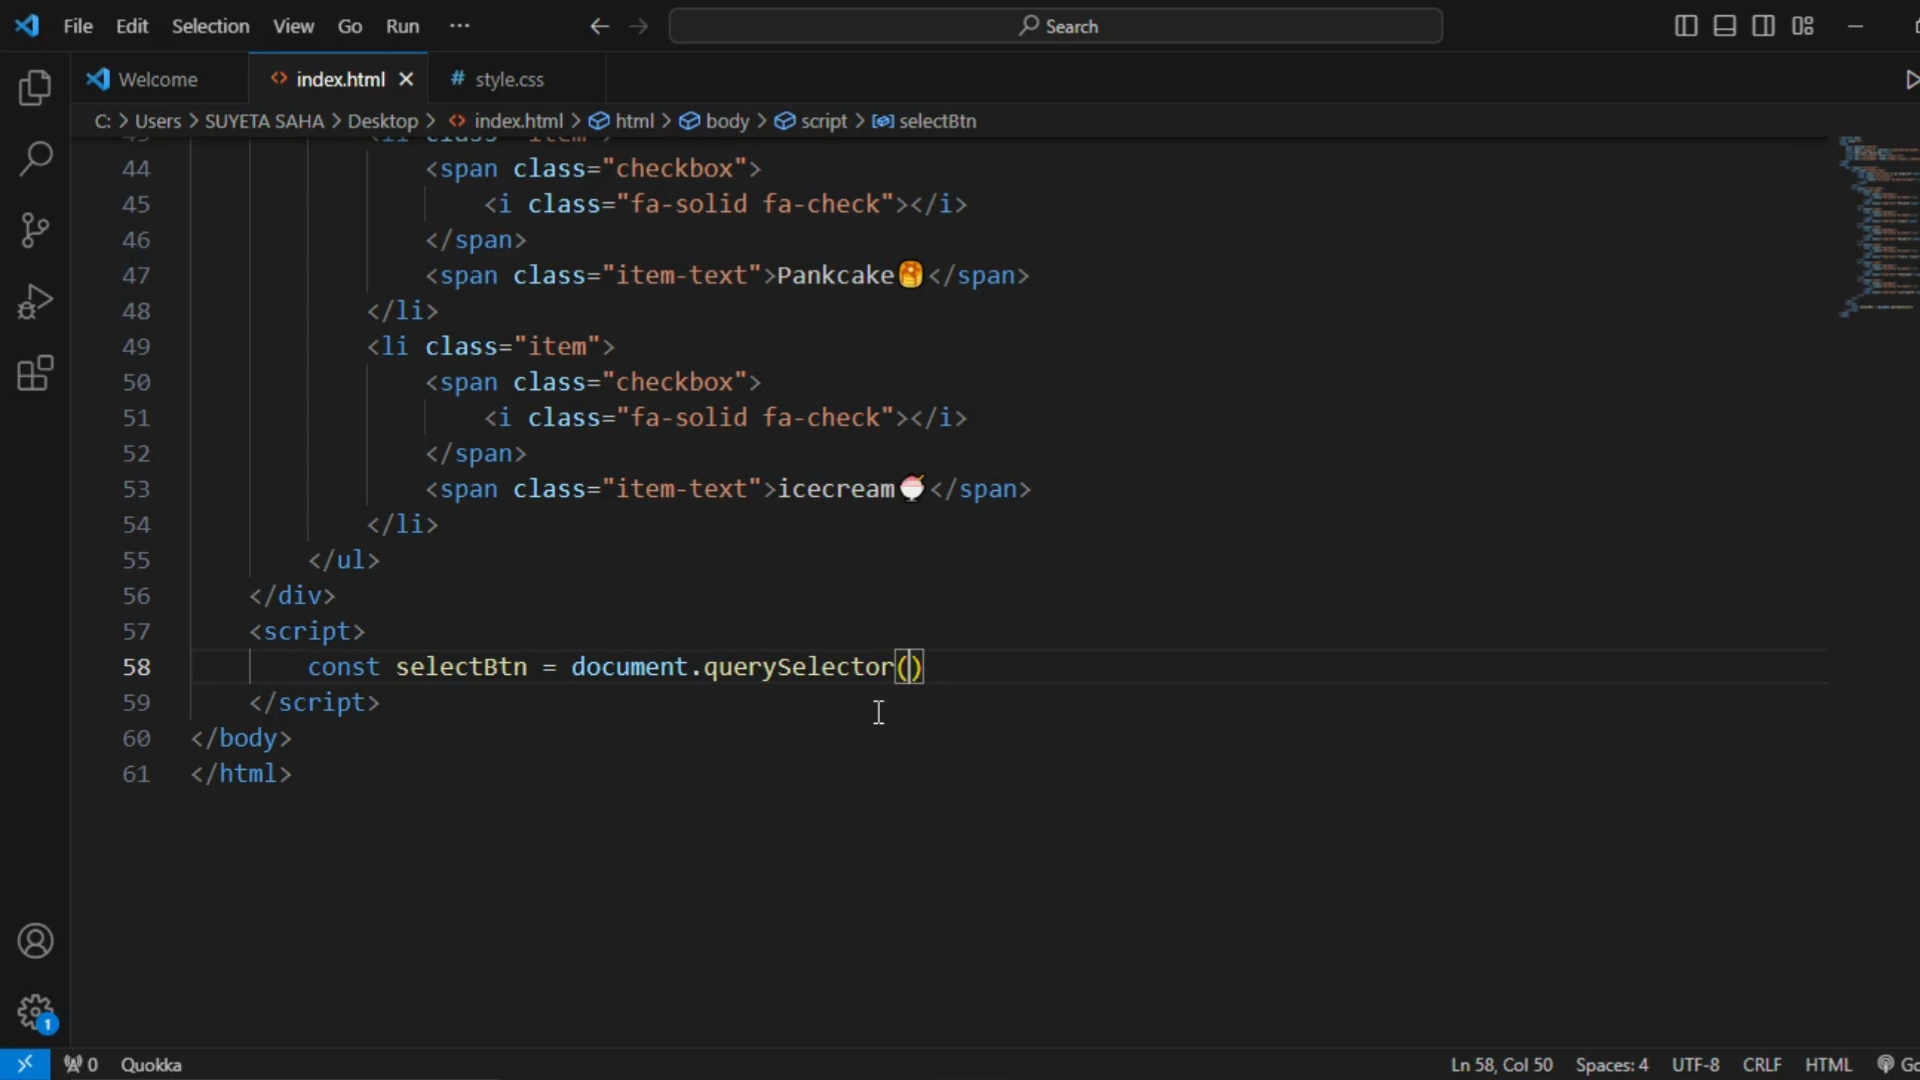 File Edit Selection View Go Run ··· Search
Welcome index.html style.css
C: > Users > SUYETA SAHA > Desktop > index.html > html > body > script > selectBtn
44 <span class="checkbox">
45 <i class="fa-solid fa-check"></i>
46 </span>
47 <span class="item-text">Pankcake🥞</span>
48 </li>
49 <li class="item">
50 <span class="checkbox">
51 <i class="fa-solid fa-check"></i>
52 </span>
53 <span class="item-text">icecream🍧</span>
54 </li>
55 </ul>
56 </div>
57 <script>
58 const selectBtn = document.querySelector()
59 </script>
60 </body>
61 </html>
1
0 Quokka Ln 58, Col 50 Spaces: 4 UTF-8 CRLF HTML